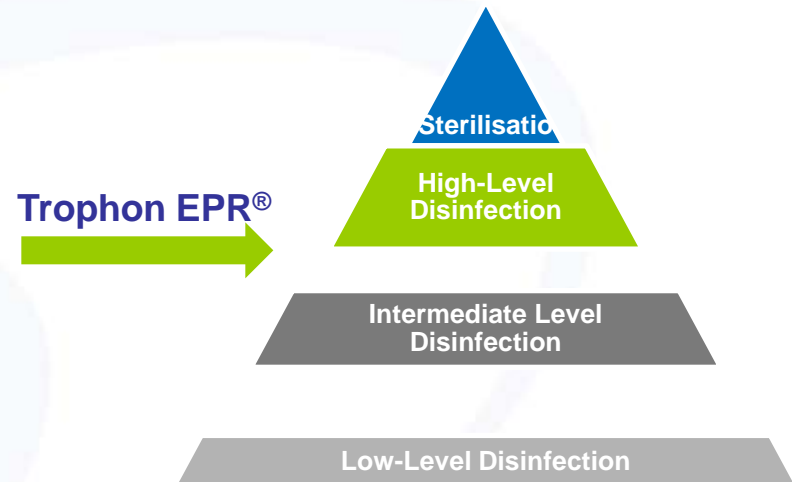 Sterilisatio
High-Level
Disinfection
Trophon EPR®
Intermediate Level
Disinfection
Low-Level Disinfection